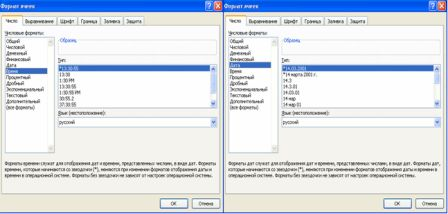 Формат ячеек
Число Выравнивание Шрифт Граница Заливка Защита
Числовые форматы:
Общий
Числовой
Денежный
Финансовый
Дата
Время
Процентный
Дробный
Экспоненциальный
Текстовый
Дополнительный
(все форматы)
Образец
Тип:
*13:30:55
13:30
1:30 PM
13:30:55
1:30:55 PM
30:55,2
37:30:55
Язык (местоположение):
русский
Форматы времени служат для отображения дат и времени, представленных числами, в виде дат. Форматы
времени, которые начинаются со звездочки (*), меняются при изменении форматов отображения даты и
времени в операционной системе. Форматы без звездочки не зависят от настроек операционной системы.
ОК Отмена
Формат ячеек
Число Выравнивание Шрифт Граница Заливка Защита
Числовые форматы:
Общий
Числовой
Денежный
Финансовый
Дата
Время
Процентный
Дробный
Экспоненциальный
Текстовый
Дополнительный
(все форматы)
Образец
Тип:
*14.03.2001
*14 марта 2001 г.
14.3
14.3.01
14.03.01
14 мар
14 мар 01
Язык (местоположение):
русский
Форматы дат служат для отображения дат и времени, представленных числами, в виде дат. Форматы дат,
которые начинаются со звездочки (*), меняются при изменении форматов отображения даты и времени в
операционной системе. Форматы без звездочки не зависят от настроек операционной системы.
ОК Отмена